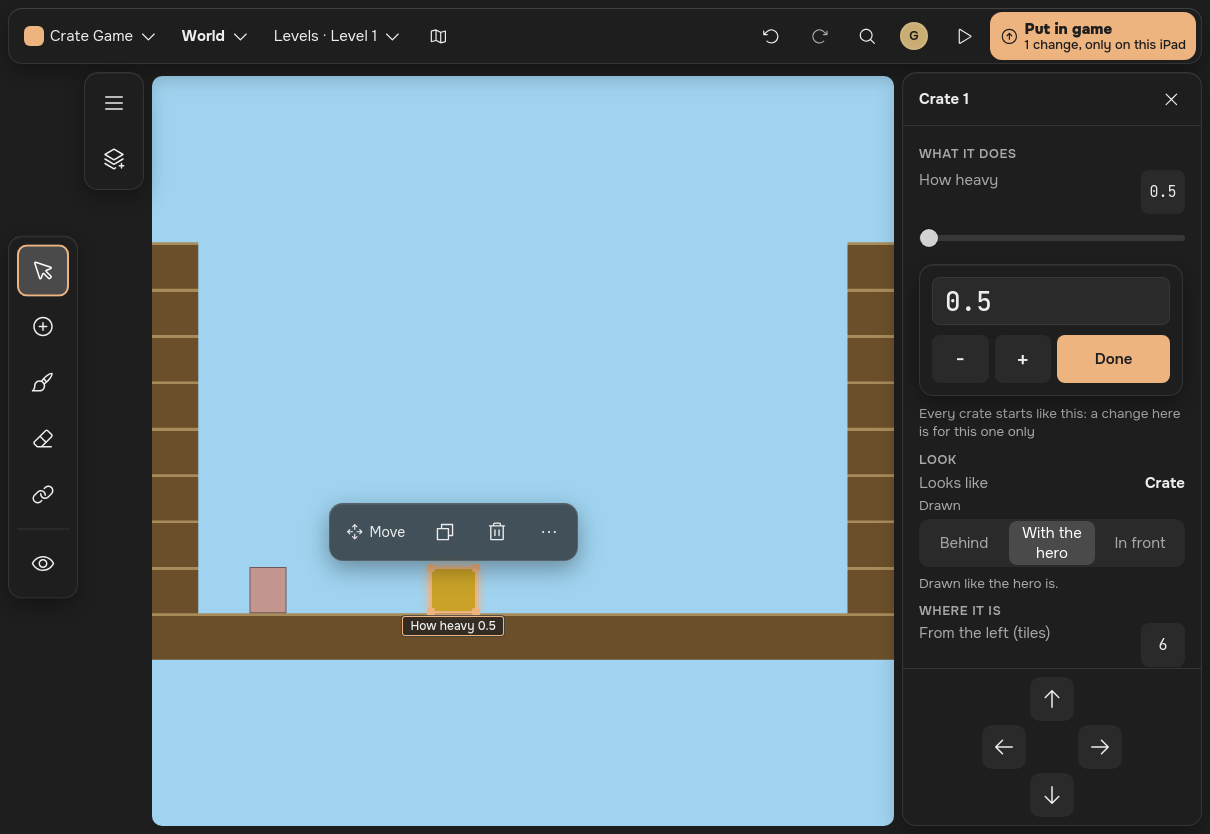 Crate Game
World
Levels · Level 1
G
Put in game
1 change, only on this iPad
Crate 1
WHAT IT DOES
How heavy
0.5
0.5
-
+
Done
Every crate starts like this: a change here
is for this one only
LOOK
Looks like
Crate
Drawn
Behind
With the
hero
In front
Drawn like the hero is.
WHERE IT IS
From the left (tiles)
6
Move
How heavy 0.5